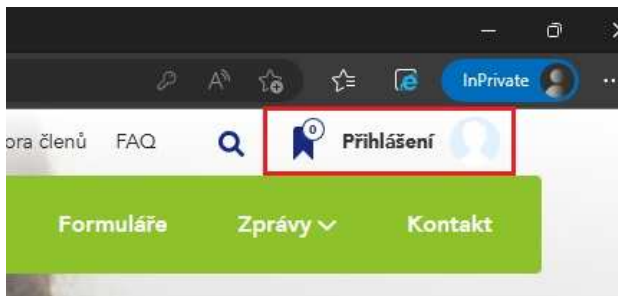 InPrivate
ora členů FAQ 0 Přihlášení
Formuláře Zprávy Kontakt